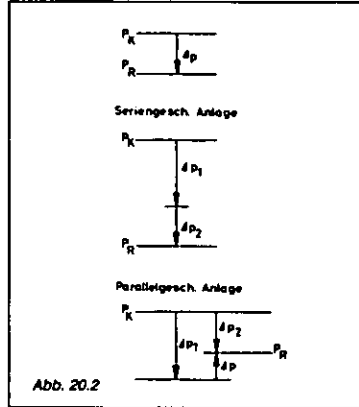 P_K
Δp
P_R
Seriengesch. Anlage
P_K
Δp_1
Δp_2
P_R
Parallelgesch. Anlage
P_K
Δp_1 Δp_2
P_R
Δp
Abb. 20.2